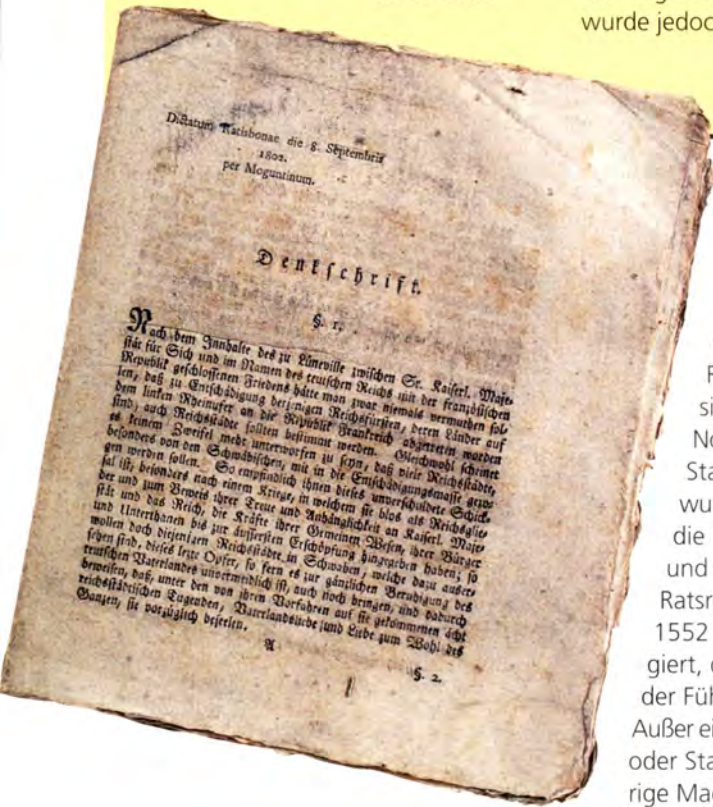 wurde jedoc
Dictatum Ratisbonae die 8. Septembris
1802.
per Moguntinum.
Denkschrift.
§. 1.
Nach dem Innhalte des zu Lüneville zwischen Sr. Kaiserl. Maje-
stät für Sich und im Namen des teutschen Reichs mit der französischen
Republik geschlossenen Friedens hätte man zwar niemals vermuthen sol-
len, daß zu Entschädigung derjenigen Reichsfürsten, deren Länder auf
dem linken Rheinufer an die Republik Frankreich abgetreten worden
sind, auch Reichsstädte sollten bestimmt werden. Gleichwohl scheinet
es keinem Zweifel mehr unterworfen zu seyn, daß viele Reichsstädte,
besonders von den Schwäbischen, mit in die Entschädigungsmasse gezo-
gen werden sollen. So empfindlich ihnen dieses unverschuldete Schick-
sal ist, besonders nach einem Kriege, in welchem sie blos als Reichsglie-
der und zum Beweis ihrer Treue und Anhänglichkeit an Kaiserl. Maje-
stät und das Reich, die Kräfte ihrer Gemeinen Wesen, ihrer Bürger
und Unterthanen bis zur äussersten Erschöpfung hingegeben haben; so
wollen doch diejenigen Reichsstädte in Schwaben, welche dazu auser-
sehen sind, dieses lezte Opfer, so fern es zur gänzlichen Beruhigung des
teutschen Vaterlandes unvermeidlich ist, auch noch bringen, und dadurch
beweisen, daß, unter den von ihren Vorfahren auf sie gekommenen ächt
reichsstädtischen Tugenden, Vaterlandsliebe und Liebe zum Wohl des
Ganzen, sie vorzüglich beseelen.
A
§. 2.
F
si
No
Sta
wu
die
und
Ratsr
1552
giert, d
der Füh
Außer ei
oder Sta
rige Mac